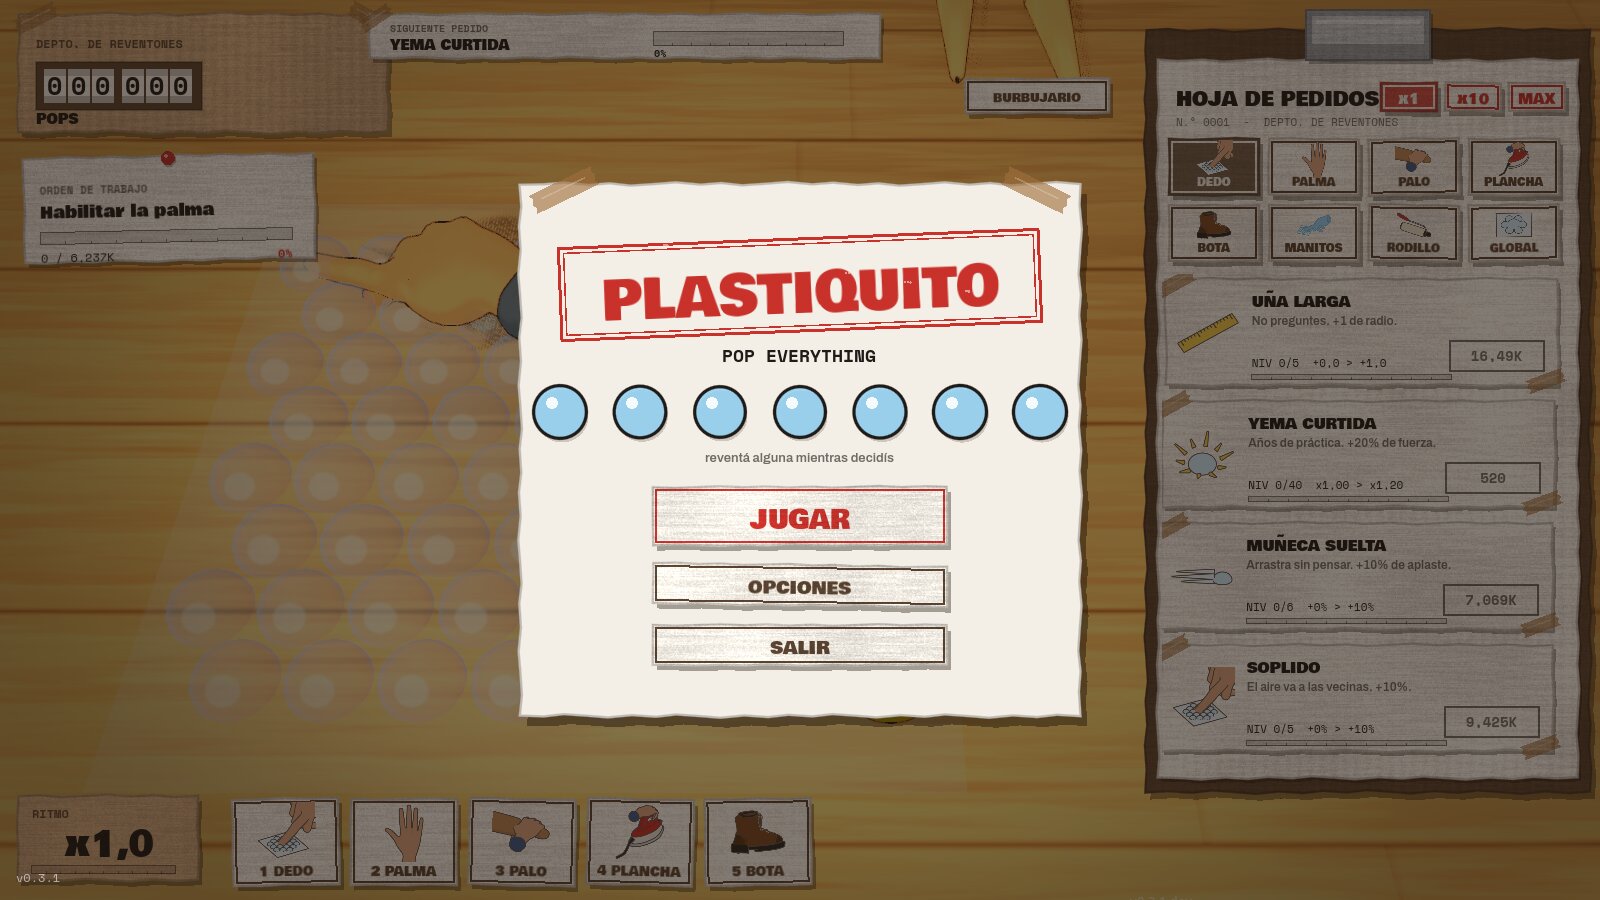 DEPTO. DE REVENTONES
000 000
POPS
SIGUIENTE PEDIDO
YEMA CURTIDA
0%
BURBUJARIO
ORDEN DE TRABAJO
Habilitar la palma
0 / 6,237K
0%
PLASTIQUITO
POP EVERYTHING
reventá alguna mientras decidís
JUGAR
OPCIONES
SALIR
HOJA DE PEDIDOS
x1
x10
MAX
N.° 0001 - DEPTO. DE REVENTONES
DEDO
PALMA
PALO
PLANCHA
BOTA
MANITOS
RODILLO
GLOBAL
UÑA LARGA
No preguntes. +1 de radio.
NIV 0/5 +0,0 > +1,0
16,49K
YEMA CURTIDA
Años de práctica. +20% de fuerza.
NIV 0/40 x1,00 > x1,20
520
MUÑECA SUELTA
Arrastra sin pensar. +10% de aplaste.
NIV 0/6 +0% > +10%
7,069K
SOPLIDO
El aire va a las vecinas. +10%.
NIV 0/5 +0% > +10%
9,425K
RITMO
x1,0
v0.3.1
1 DEDO
2 PALMA
3 PALO
4 PLANCHA
5 BOTA